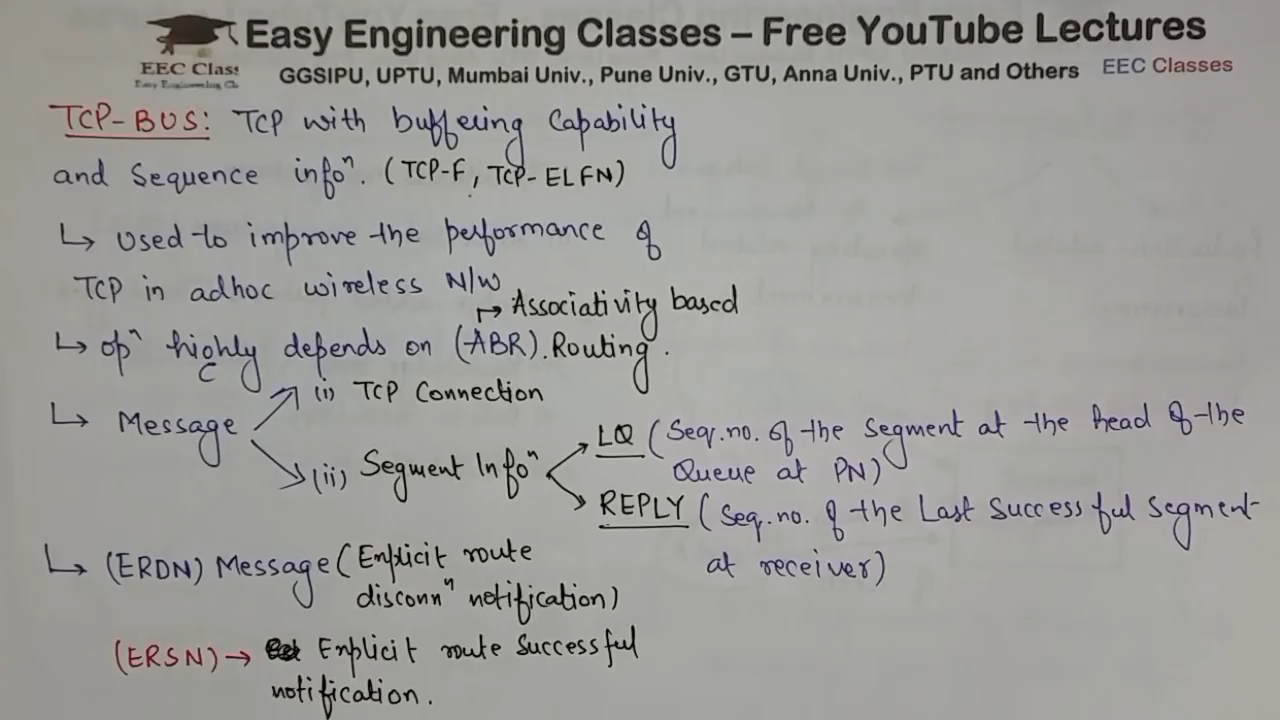 Easy Engineering Classes – Free YouTube Lectures
EEC Class
Easy Engineering Cla
GGSIPU, UPTU, Mumbai Univ., Pune Univ., GTU, Anna Univ., PTU and Others
EEC Classes
TCP-BUS: TCP with buffering Capability
and Sequence infoⁿ. (TCP-F, TCP-ELFN)
↳ Used to improve the performance of
TCP in adhoc wireless N/W
↳ opⁿ highly depends on (ABR). Routing.
↦ Associativity based
↳ Message
(i) TCP Connection
(ii) Segment Infoⁿ
LQ (Seq. no. of the segment at the head of the
Queue at PN)
REPLY (Seq. no. of the Last Successful segment
at receiver)
↳ (ERDN) Message (Explicit route
disconnⁿ notification)
(ERSN) → Explicit route Successful
notification.